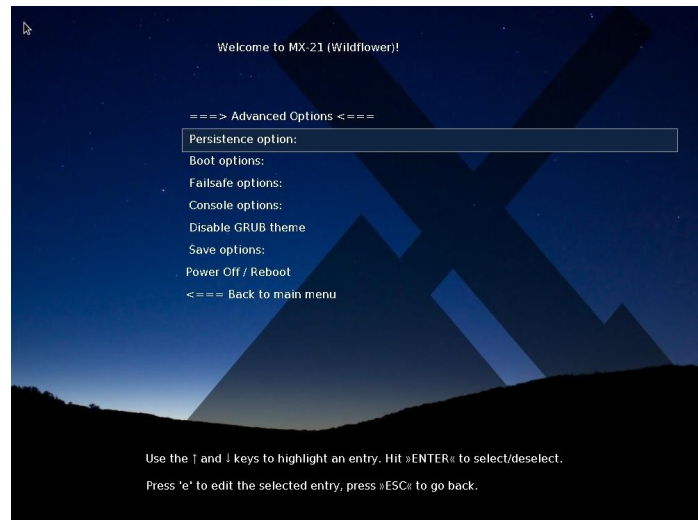 Welcome to MX-21 (Wildflower)!
===> Advanced Options <===
Persistence option:
Boot options:
Failsafe options:
Console options:
Disable GRUB theme
Save options:
Power Off / Reboot
<=== Back to main menu
Use the ↑ and ↓ keys to highlight an entry. Hit »ENTER« to select/deselect.
Press 'e' to edit the selected entry, press »ESC« to go back.